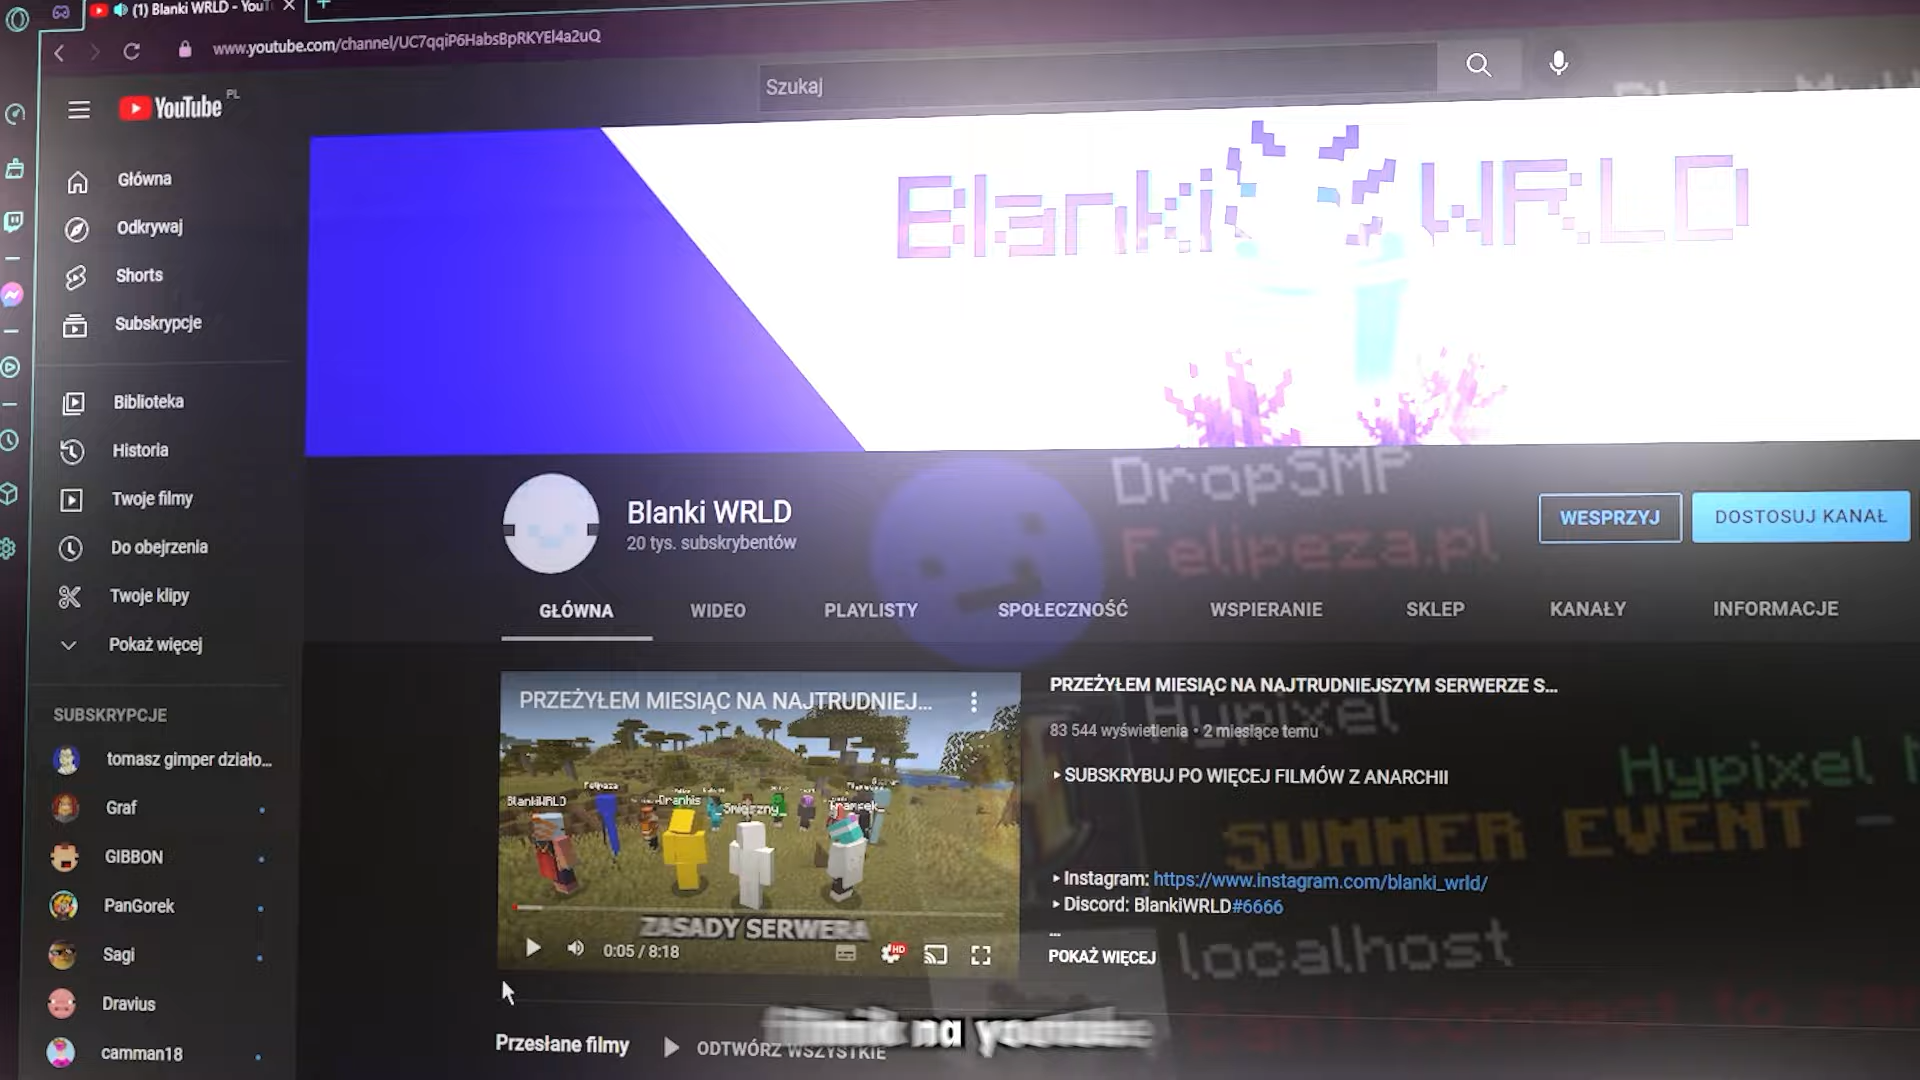 (1) Blanki WRLD - YouT
www.youtube.com/channel/UC7qqiP6HabsBpRKYEl4a2uQ
YouTube PL
Szukaj
Główna
Odkrywaj
Shorts
Subskrypcje
Biblioteka
Historia
Twoje filmy
Do obejrzenia
Twoje klipy
Pokaż więcej
SUBSKRYPCJE
tomasz gimper działo...
Graf
GIBBON
PanGorek
Sagi
Dravius
camman18
Blanki WRLD
Blanki WRLD
20 tys. subskrybentów
DropSMP
Felipeza.pl
WESPRZYJ
DOSTOSUJ KANAŁ
GŁÓWNA
WIDEO
PLAYLISTY
SPOŁECZNOŚĆ
WSPIERANIE
SKLEP
KANAŁY
INFORMACJE
PRZEŻYŁEM MIESIĄC NA NAJTRUDNIEJ...
BlankiWRLD
Felipeza
ZASADY SERWERA
0:05 / 8:18
HD
PRZEŻYŁEM MIESIĄC NA NAJTRUDNIEJSZYM SERWERZE S...
Hypixel
83 544 wyświetlenia • 2 miesiące temu
‣ SUBSKRYBUJ PO WIĘCEJ FILMÓW Z ANARCHII
Hypixel
SUMMER EVENT -
‣ Instagram: https://www.instagram.com/blanki_wrld/
‣ Discord: BlankiWRLD#6666
...
POKAŻ WIĘCEJ
localhost
Przesłane filmy
ODTWÓRZ WSZYSTKIE
na youtube